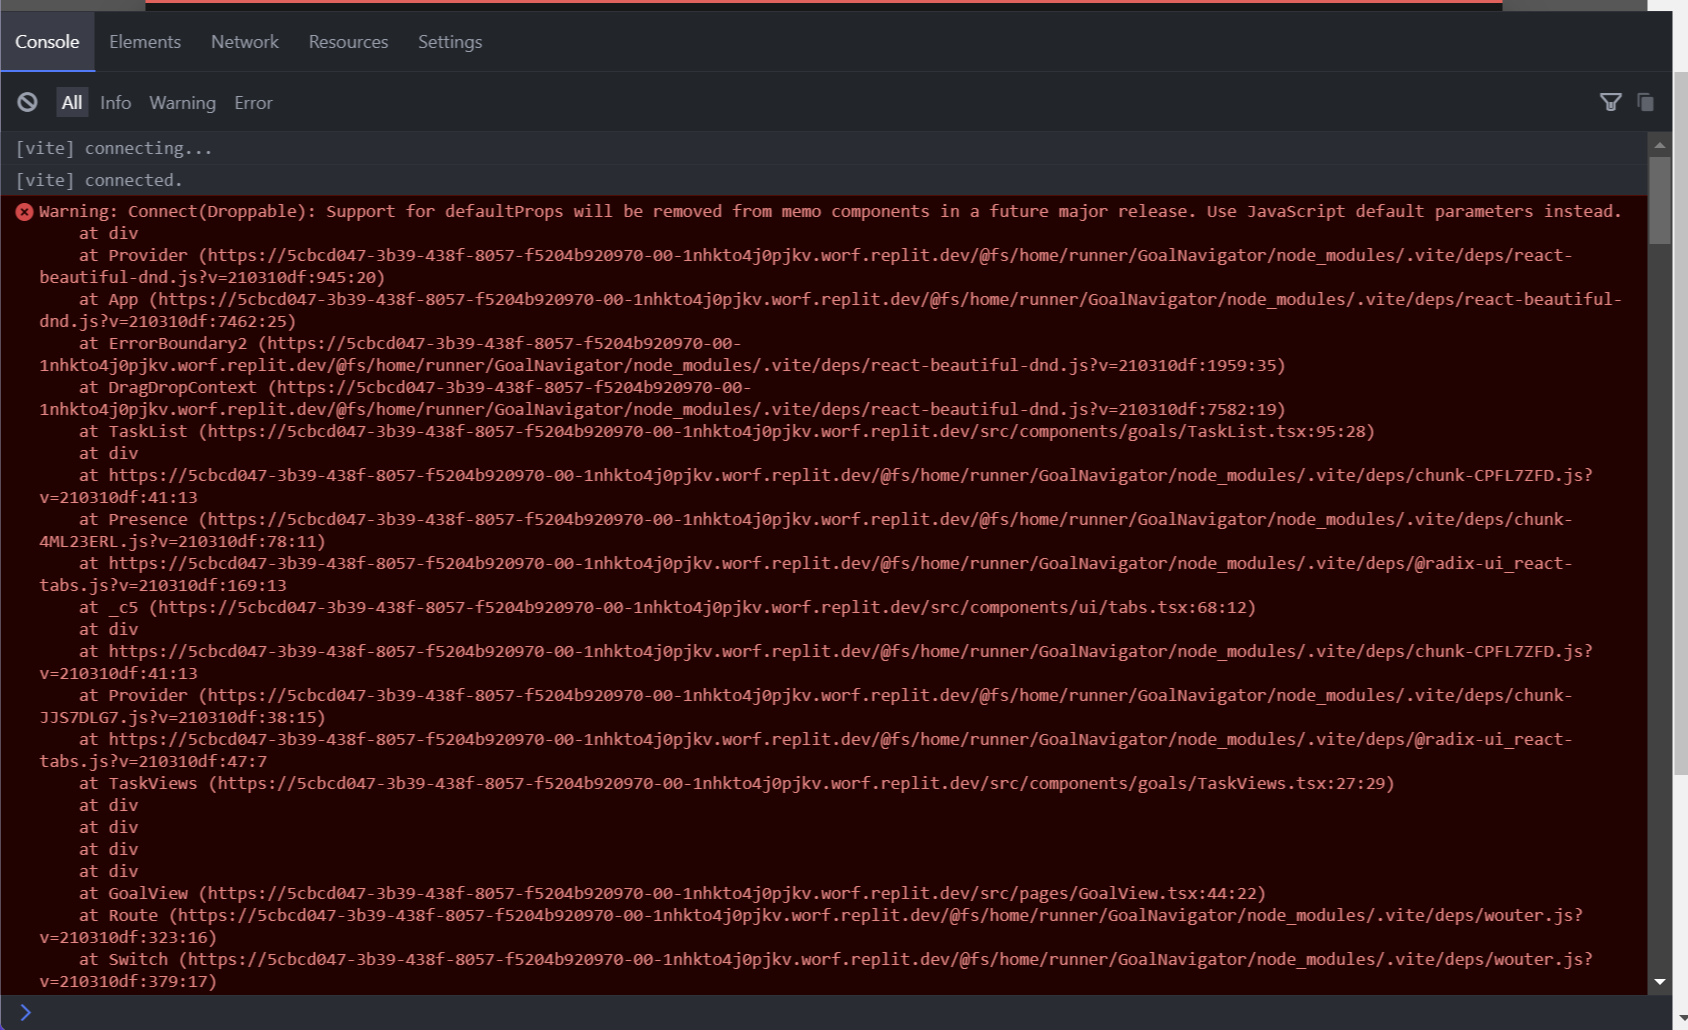 Console Elements Network Resources Settings
All Info Warning Error
[vite] connecting...
[vite] connected.
Warning: Connect(Droppable): Support for defaultProps will be removed from memo components in a future major release. Use JavaScript default parameters instead.
at div
at Provider (https://5cbcd047-3b39-438f-8057-f5204b920970-00-1nhkto4j0pjkv.worf.replit.dev/@fs/home/runner/GoalNavigator/node_modules/.vite/deps/react-
beautiful-dnd.js?v=210310df:945:20)
at App (https://5cbcd047-3b39-438f-8057-f5204b920970-00-1nhkto4j0pjkv.worf.replit.dev/@fs/home/runner/GoalNavigator/node_modules/.vite/deps/react-beautiful-
dnd.js?v=210310df:7462:25)
at ErrorBoundary2 (https://5cbcd047-3b39-438f-8057-f5204b920970-00-
1nhkto4j0pjkv.worf.replit.dev/@fs/home/runner/GoalNavigator/node_modules/.vite/deps/react-beautiful-dnd.js?v=210310df:1959:35)
at DragDropContext (https://5cbcd047-3b39-438f-8057-f5204b920970-00-
1nhkto4j0pjkv.worf.replit.dev/@fs/home/runner/GoalNavigator/node_modules/.vite/deps/react-beautiful-dnd.js?v=210310df:7582:19)
at TaskList (https://5cbcd047-3b39-438f-8057-f5204b920970-00-1nhkto4j0pjkv.worf.replit.dev/src/components/goals/TaskList.tsx:95:28)
at div
at https://5cbcd047-3b39-438f-8057-f5204b920970-00-1nhkto4j0pjkv.worf.replit.dev/@fs/home/runner/GoalNavigator/node_modules/.vite/deps/chunk-CPFL7ZFD.js?
v=210310df:41:13
at Presence (https://5cbcd047-3b39-438f-8057-f5204b920970-00-1nhkto4j0pjkv.worf.replit.dev/@fs/home/runner/GoalNavigator/node_modules/.vite/deps/chunk-
4ML23ERL.js?v=210310df:78:11)
at https://5cbcd047-3b39-438f-8057-f5204b920970-00-1nhkto4j0pjkv.worf.replit.dev/@fs/home/runner/GoalNavigator/node_modules/.vite/deps/@radix-ui_react-
tabs.js?v=210310df:169:13
at _c5 (https://5cbcd047-3b39-438f-8057-f5204b920970-00-1nhkto4j0pjkv.worf.replit.dev/src/components/ui/tabs.tsx:68:12)
at div
at https://5cbcd047-3b39-438f-8057-f5204b920970-00-1nhkto4j0pjkv.worf.replit.dev/@fs/home/runner/GoalNavigator/node_modules/.vite/deps/chunk-CPFL7ZFD.js?
v=210310df:41:13
at Provider (https://5cbcd047-3b39-438f-8057-f5204b920970-00-1nhkto4j0pjkv.worf.replit.dev/@fs/home/runner/GoalNavigator/node_modules/.vite/deps/chunk-
JJS7DLG7.js?v=210310df:38:15)
at https://5cbcd047-3b39-438f-8057-f5204b920970-00-1nhkto4j0pjkv.worf.replit.dev/@fs/home/runner/GoalNavigator/node_modules/.vite/deps/@radix-ui_react-
tabs.js?v=210310df:47:7
at TaskViews (https://5cbcd047-3b39-438f-8057-f5204b920970-00-1nhkto4j0pjkv.worf.replit.dev/src/components/goals/TaskViews.tsx:27:29)
at div
at div
at div
at div
at GoalView (https://5cbcd047-3b39-438f-8057-f5204b920970-00-1nhkto4j0pjkv.worf.replit.dev/src/pages/GoalView.tsx:44:22)
at Route (https://5cbcd047-3b39-438f-8057-f5204b920970-00-1nhkto4j0pjkv.worf.replit.dev/@fs/home/runner/GoalNavigator/node_modules/.vite/deps/wouter.js?
v=210310df:323:16)
at Switch (https://5cbcd047-3b39-438f-8057-f5204b920970-00-1nhkto4j0pjkv.worf.replit.dev/@fs/home/runner/GoalNavigator/node_modules/.vite/deps/wouter.js?
v=210310df:379:17)